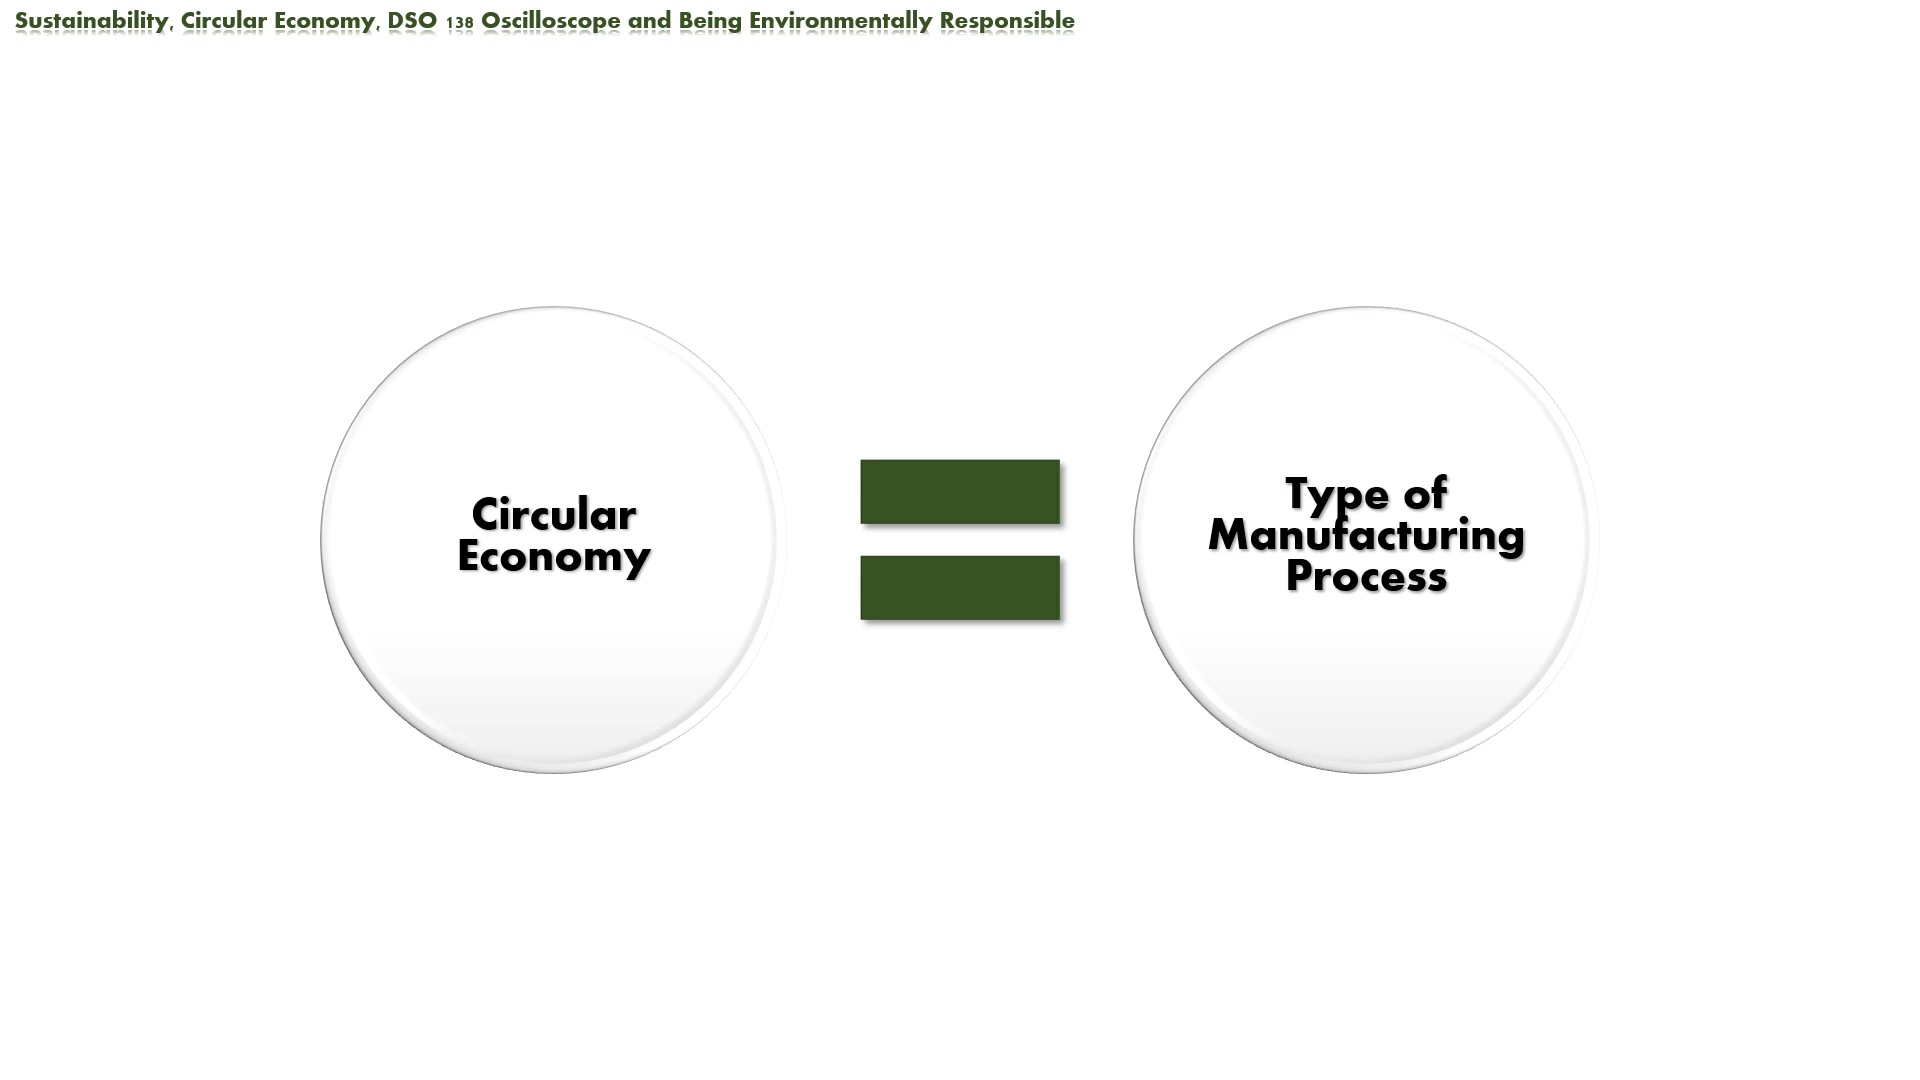 Sustainability, Circular Economy, DSO 138 Oscilloscope and Being Environmentally Responsible
Circular
Economy
Type of
Manufacturing
Process